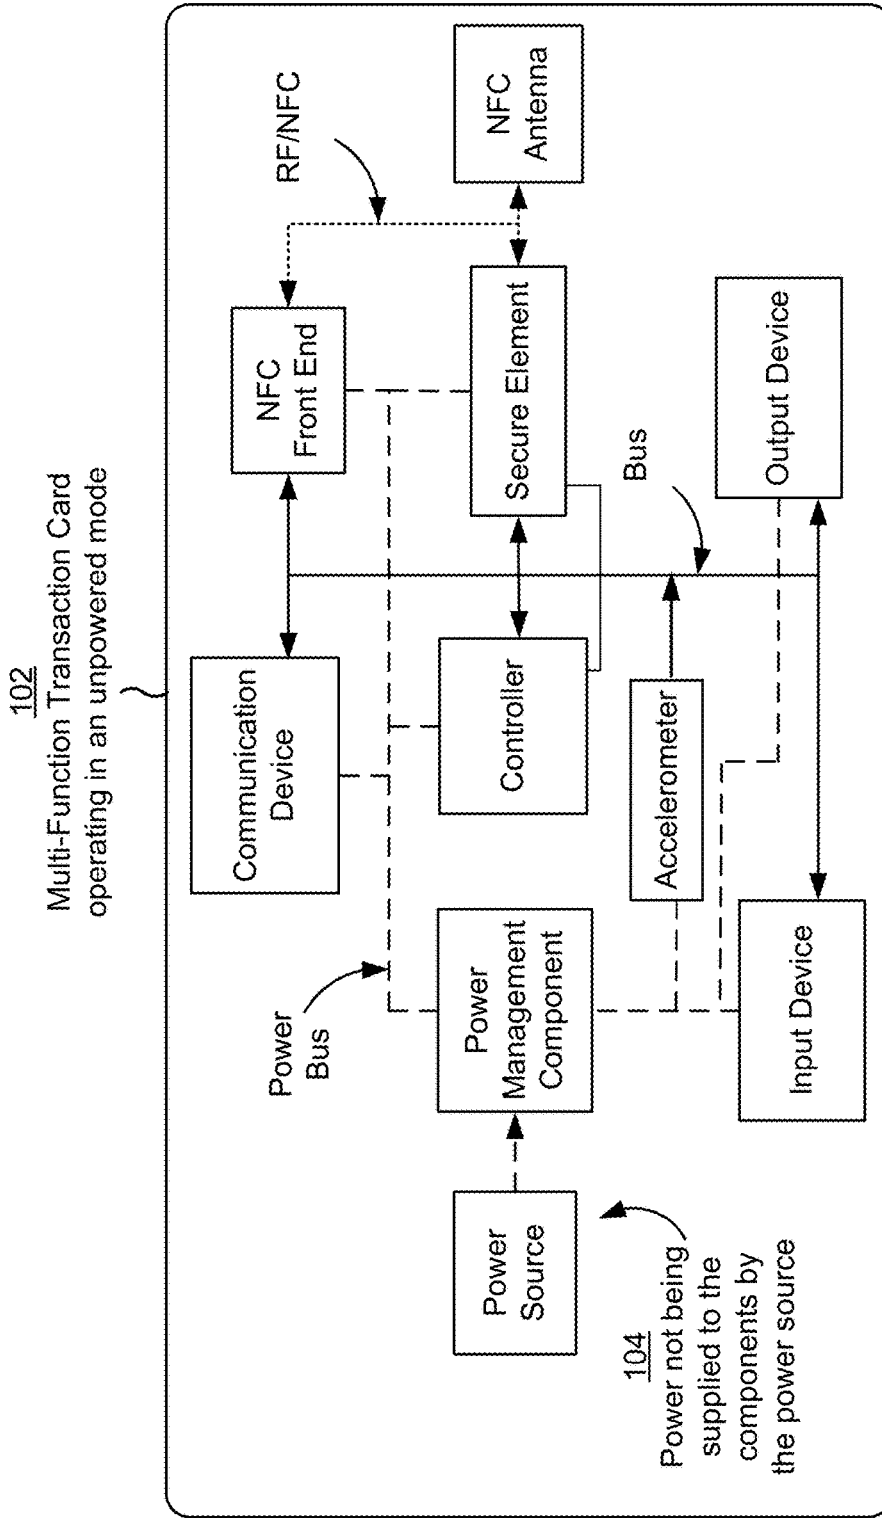 102
Multi-Function Transaction Card
operating in an unpowered mode
Communication
Device
NFC
Front End
RF/NFC
NFC
Antenna
Power
Bus
Power
Source
Power
Management
Component
Controller
Secure Element
Accelerometer
Bus
Input Device
Output Device
104
Power not being
supplied to the
components by
the power source